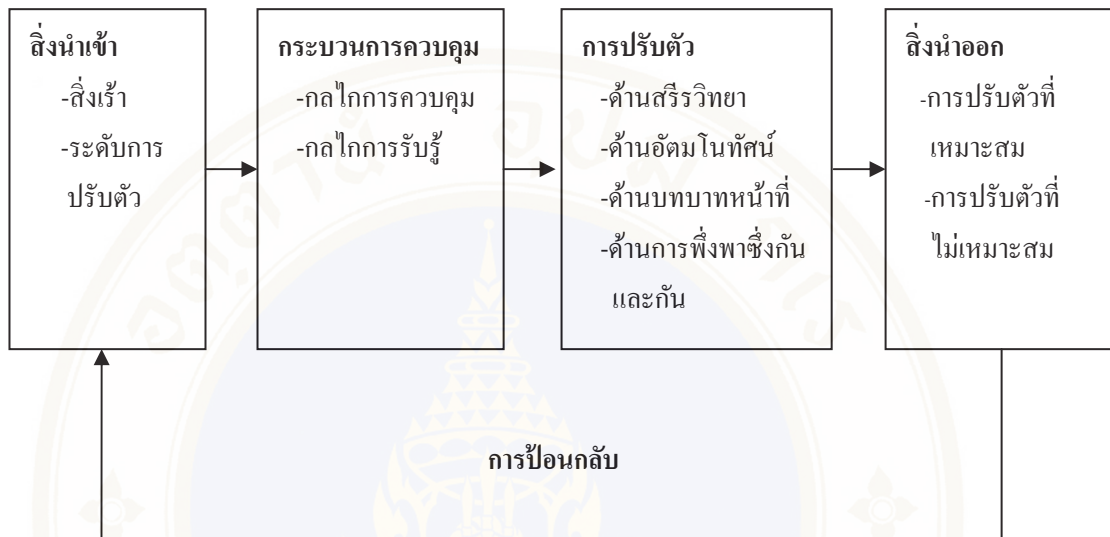 สิ่งนำเข้า
-สิ่งเร้า
-ระดับการ
ปรับตัว
กระบวนการควบคุม
-กลไกการควบคุม
-กลไกการรับรู้
การปรับตัว
-ด้านสรีรวิทยา
-ด้านอัตมโนทัศน์
-ด้านบทบาทหน้าที่
-ด้านการพึ่งพาซึ่งกัน
และกัน
สิ่งนำออก
-การปรับตัวที่
เหมาะสม
-การปรับตัวที่
ไม่เหมาะสม
การป้อนกลับ